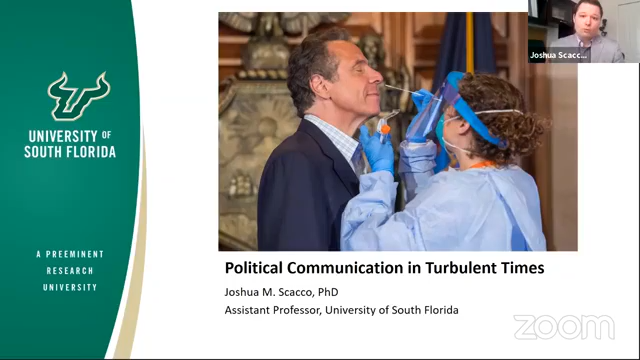 UNIVERSITY OF
SOUTH FLORIDA
A PREEMINENT
RESEARCH
UNIVERSITY
Joshua Scacc...
Political Communication in Turbulent Times
Joshua M. Scacco, PhD
Assistant Professor, University of South Florida
zoom